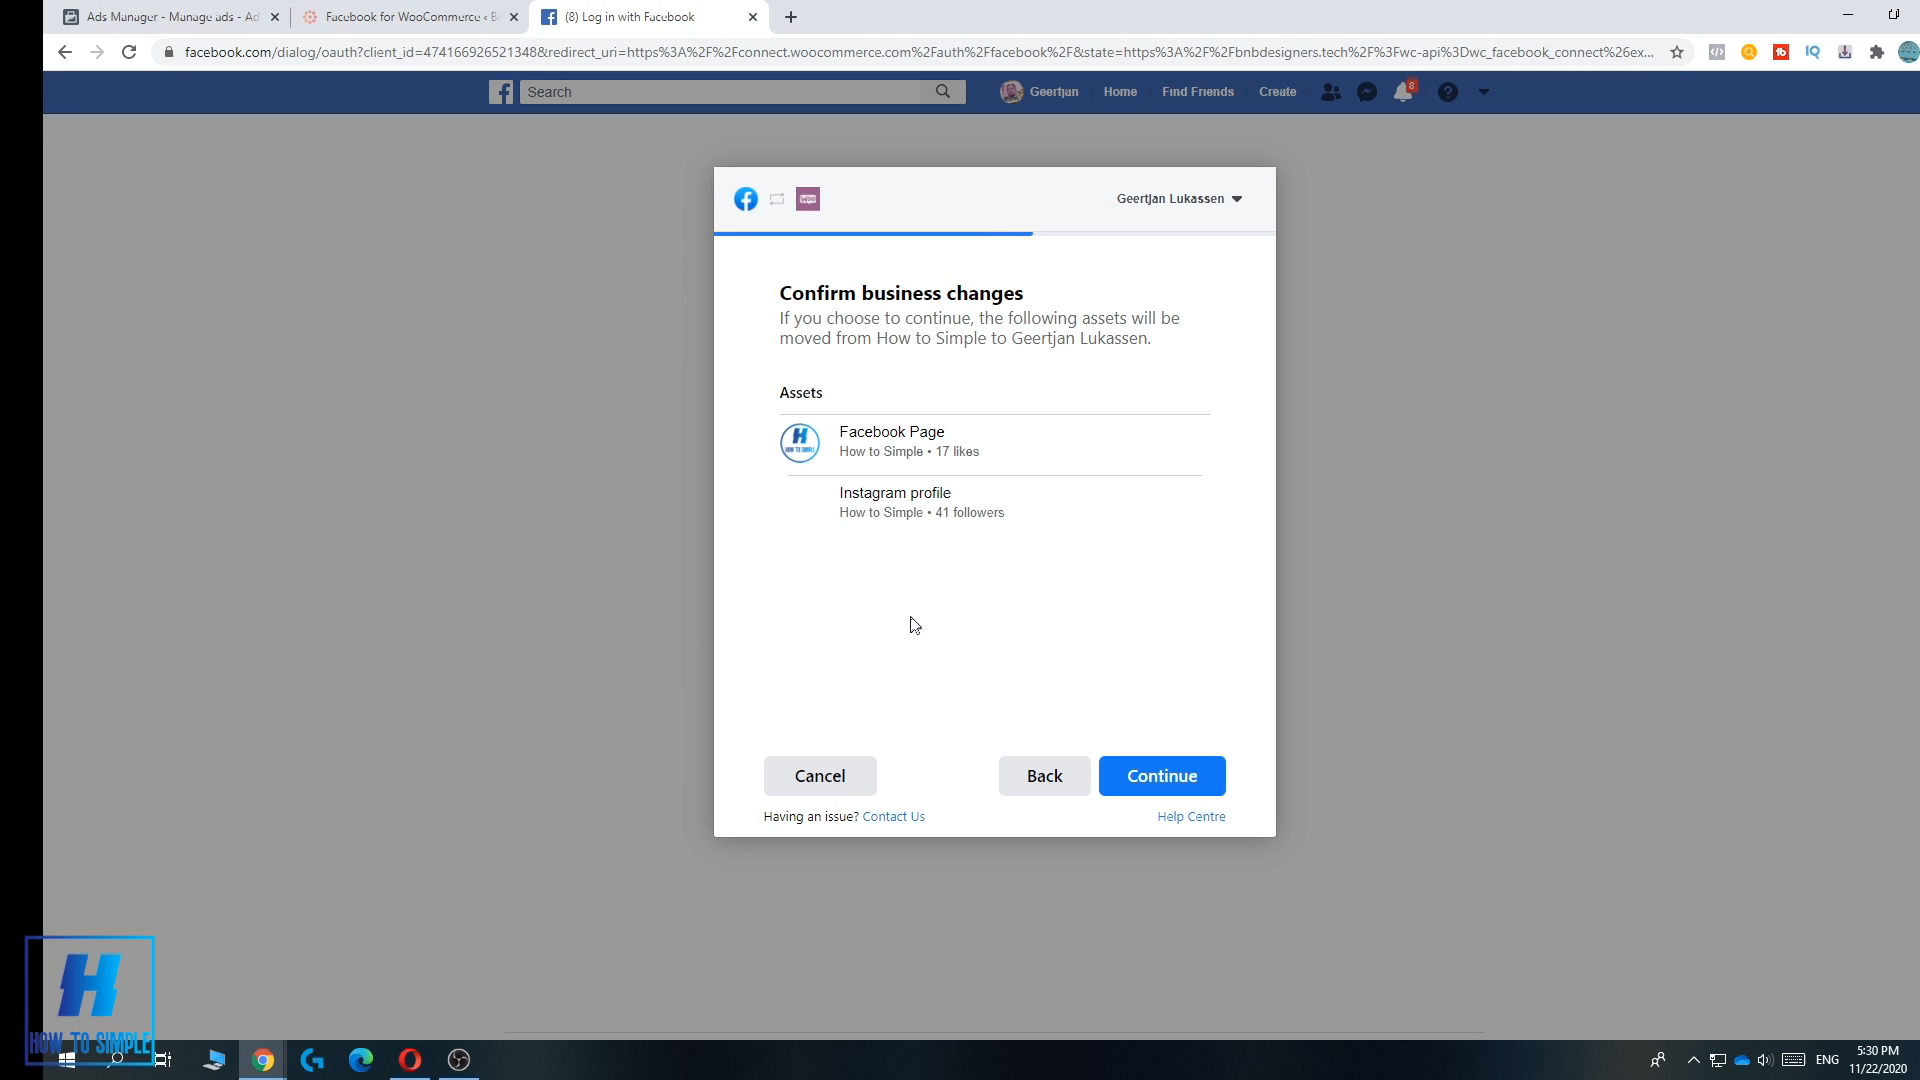 Ads Manager - Manage ads - Ad
Facebook for WooCommerce ‹ B
(8) Log in with Facebook
facebook.com/dialog/oauth?client_id=474166926521348&redirect_uri=https%3A%2F%2Fconnect.woocommerce.com%2Fauth%2Ffacebook%2F&state=https%3A%2F%2Fbnbdesigners.tech%2F%3Fwc-api%3Dwc_facebook_connect%26ex...
Search
Geertjan
Home
Find Friends
Create
8
Geertjan Lukassen
Confirm business changes
If you choose to continue, the following assets will be
moved from How to Simple to Geertjan Lukassen.
Assets
Facebook Page
How to Simple • 17 likes
Instagram profile
How to Simple • 41 followers
Cancel
Back
Continue
Having an issue? Contact Us
Help Centre
H
HOW TO SIMPLE
ENG
5:30 PM
11/22/2020